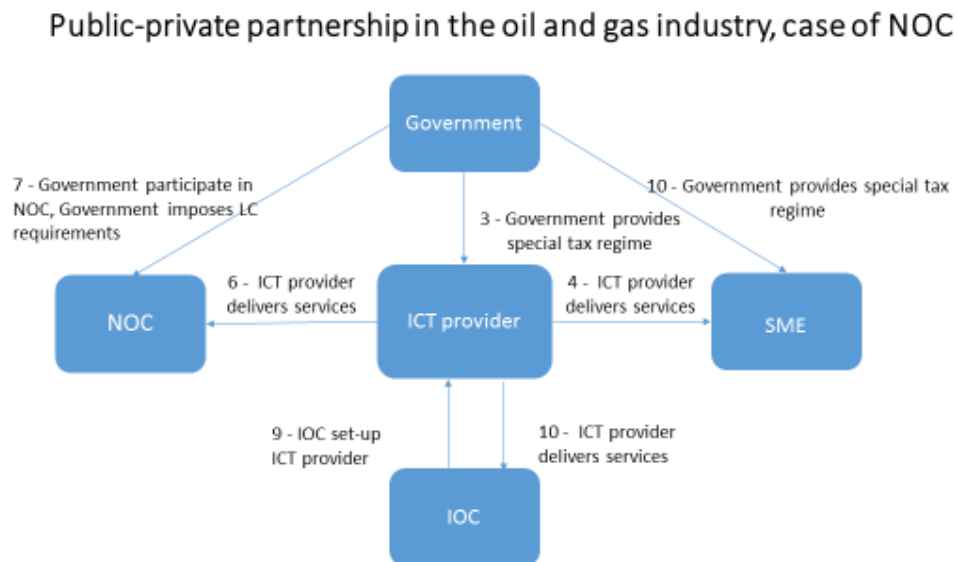 Public-private partnership in the oil and gas industry, case of NOC
Government
7 - Government participate in
NOC, Government imposes LC
requirements
10 - Government provides special tax
regime
3 - Government provides
special tax regime
6 - ICT provider
delivers services
4 - ICT provider
delivers services
NOC
ICT provider
SME
9 - IOC set-up
ICT provider
10 - ICT provider
delivers services
IOC